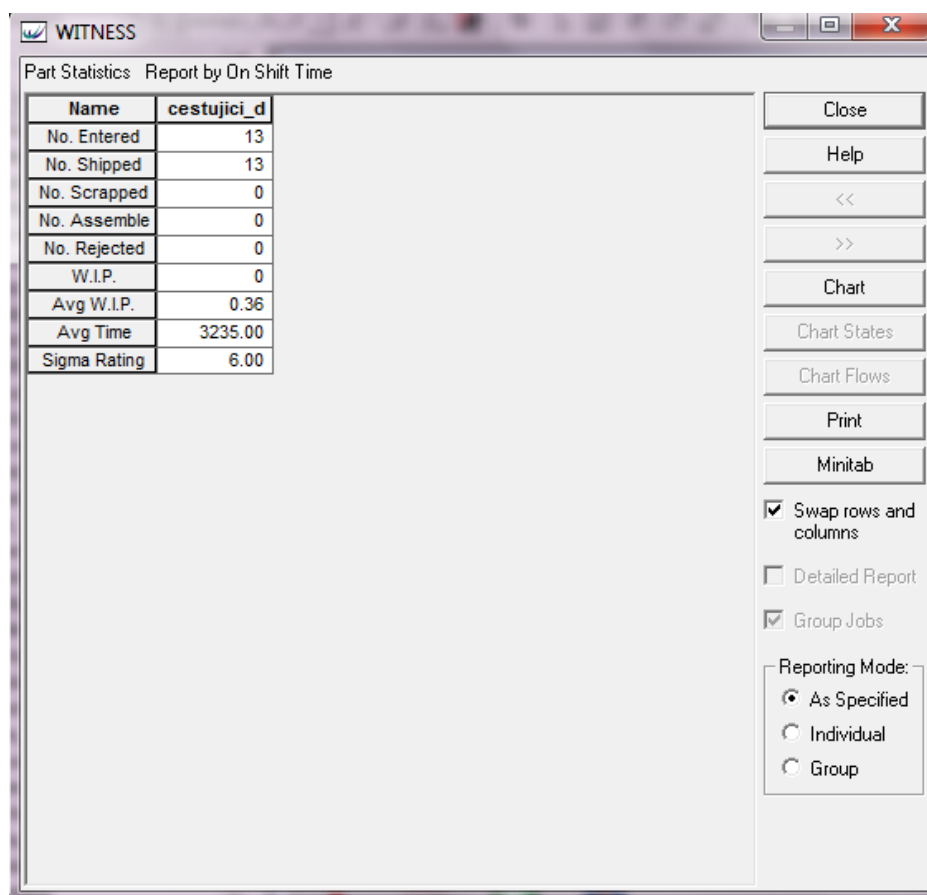 WITNESS
Part Statistics Report by On Shift Time
Name cestujici_d
No. Entered 13
No. Shipped 13
No. Scrapped 0
No. Assemble 0
No. Rejected 0
W.I.P. 0
Avg W.I.P. 0.36
Avg Time 3235.00
Sigma Rating 6.00
Close
Help
<<
>>
Chart
Chart States
Chart Flows
Print
Minitab
Swap rows and
columns
Detailed Report
Group Jobs
Reporting Mode:
As Specified
Individual
Group